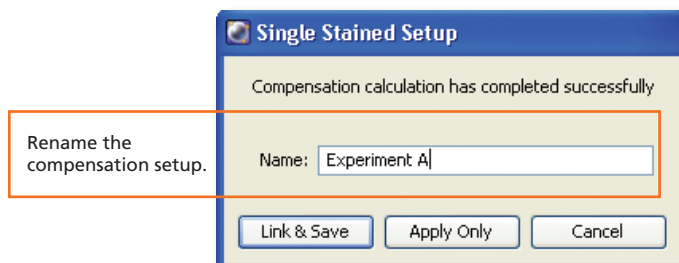 Single Stained Setup
Compensation calculation has completed successfully
Rename the
compensation setup.
Name: Experiment A
Link & Save Apply Only Cancel